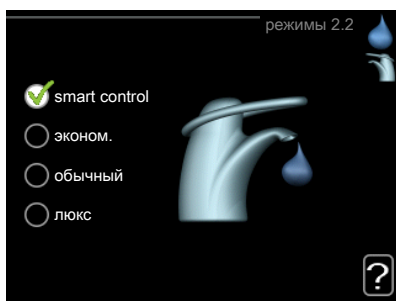 режимы 2.2
smart control
эконом.
обычный
люкс
?